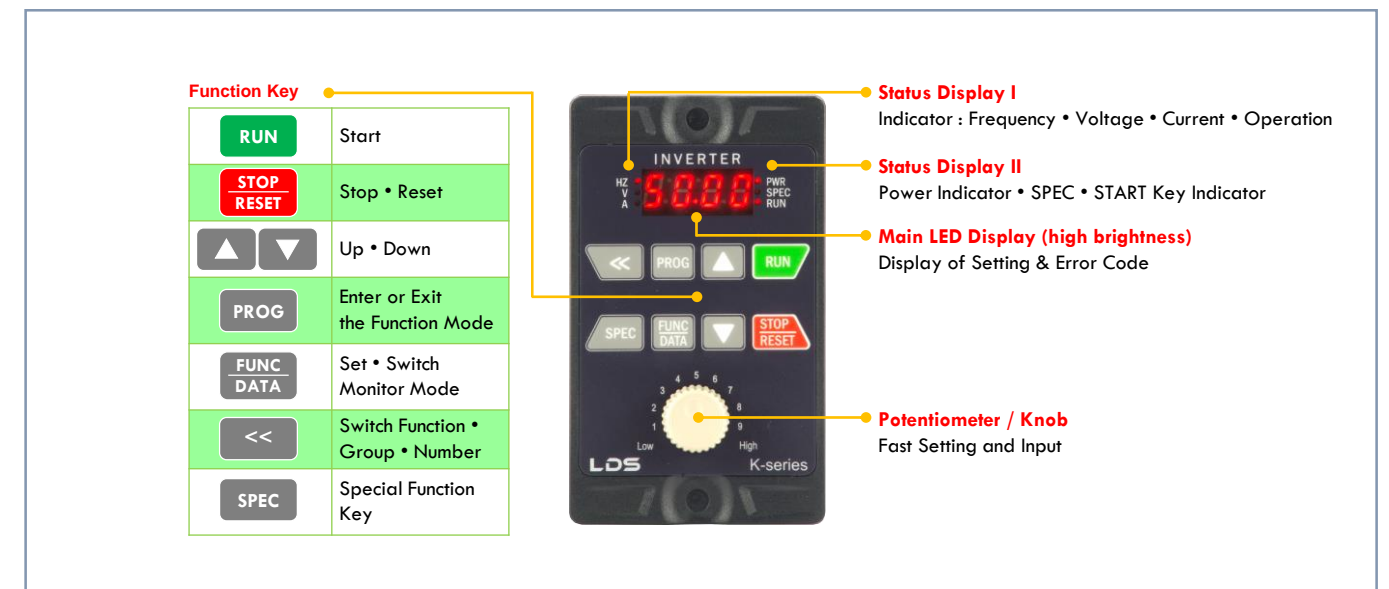 Function Key
RUN
Start
STOP
RESET
Stop • Reset
Up • Down
PROG
Enter or Exit
the Function Mode
FUNC
DATA
Set • Switch
Monitor Mode
<<
Switch Function •
Group • Number
SPEC
Special Function
Key
INVERTER
HZ
V
A
50.00
PWR
SPEC
RUN
<<
PROG
RUN
SPEC
FUNC
DATA
STOP
RESET
Low
1
2
3
4
5
6
7
8
9
High
LDS
K-series
Status Display I
Indicator : Frequency • Voltage • Current • Operation
Status Display II
Power Indicator • SPEC • START Key Indicator
Main LED Display (high brightness)
Display of Setting & Error Code
Potentiometer / Knob
Fast Setting and Input